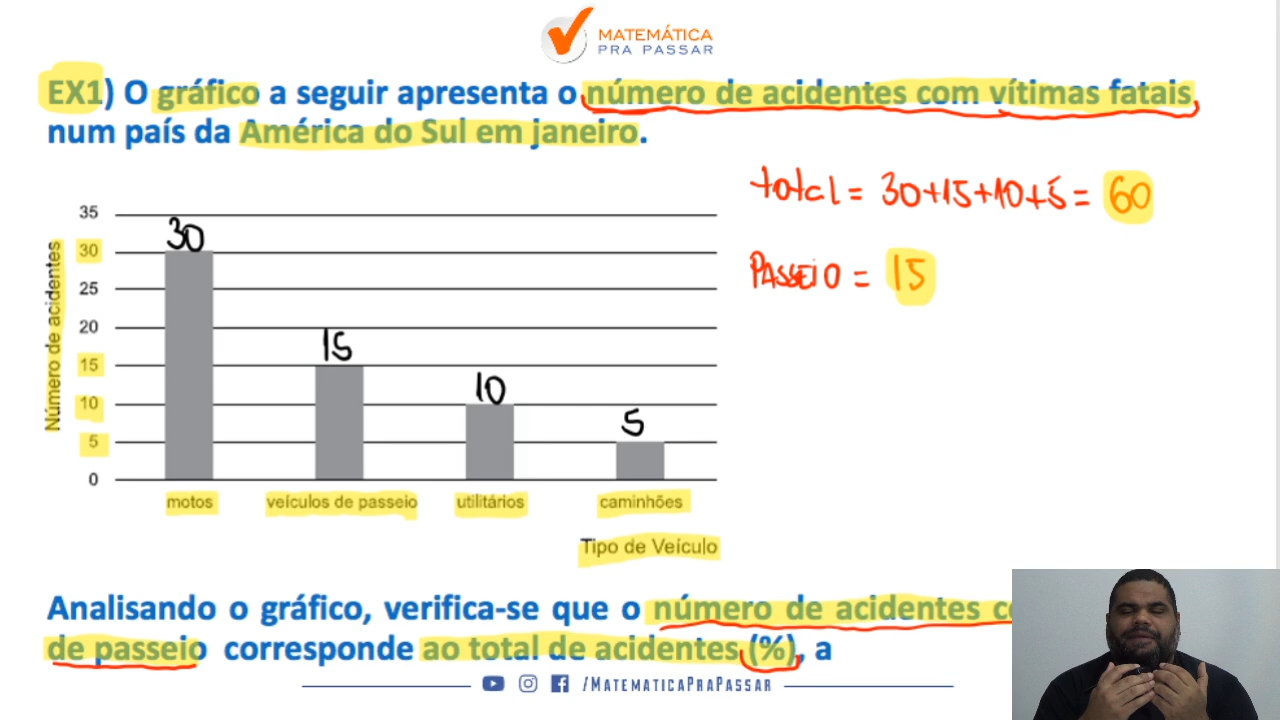 MATEMÁTICA
PRA PASSAR
EX1) O gráfico a seguir apresenta o número de acidentes com vítimas fatais
num país da América do Sul em janeiro.
total = 30+15+10+5 = 60
PASSEIO = 15
Número de acidentes
35
30
25
20
15
10
5
0
30
15
10
5
motos veículos de passeio utilitários caminhões
Tipo de Veículo
Analisando o gráfico, verifica-se que o número de acidentes
de passeio corresponde ao total de acidentes (%), a
/MATEMATICAPRAPASSAR